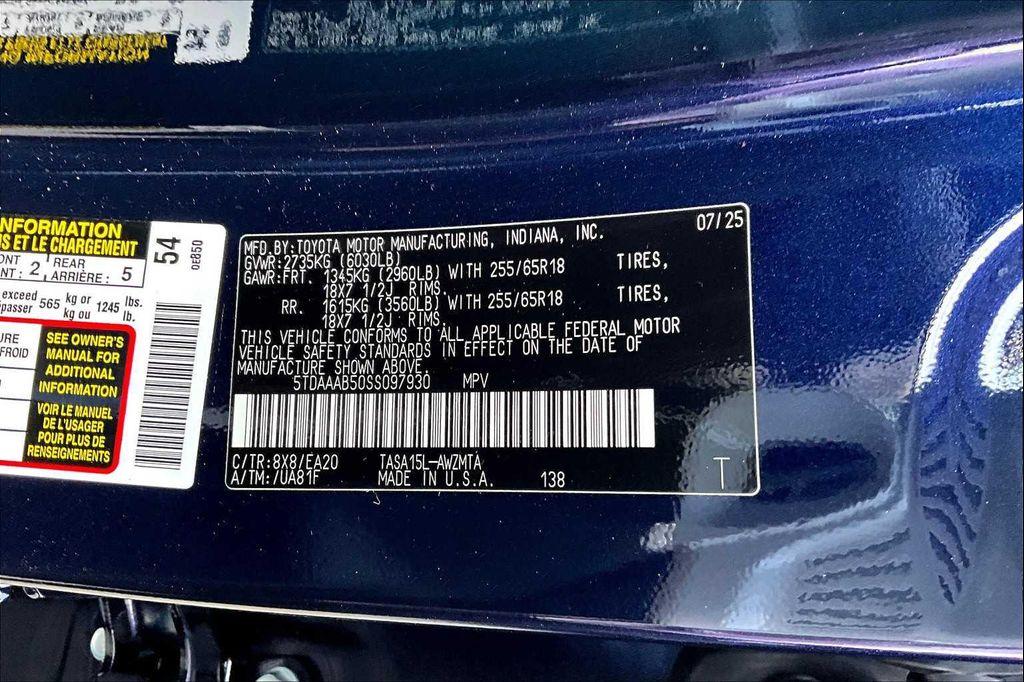 NFORMATION
S ET LE CHARGEMENT
ONT 2, REAR 5
NT : ARRIÈRE :
exceed 565 kg or 1245 lbs.
passer kg ou lb.
URE
FROID
SEE OWNER'S
MANUAL FOR
ADDITIONAL
INFORMATION
VOIR LE MANUEL
DE L'USAGER
POUR PLUS DE
RENSEIGNEMENTS
54
0E850
07/25
MFD.BY:TOYOTA MOTOR MANUFACTURING, INDIANA, INC.
GVWR:2735KG (6030LB)
GAWR:FRT. 1345KG (2960LB) WITH 255/65R18 TIRES,
18X7 1/2J RIMS.
RR. 1615KG (3560LB) WITH 255/65R18 TIRES,
18X7 1/2J RIMS.
THIS VEHICLE CONFORMS TO ALL APPLICABLE FEDERAL MOTOR
VEHICLE SAFETY STANDARDS IN EFFECT ON THE DATE OF
MANUFACTURE SHOWN ABOVE.
5TDAAAB50SS097930 MPV
C/TR:8X8/EA20 TASA15L-AWZMTA
A/TM:/UA81F MADE IN U.S.A. 138 T